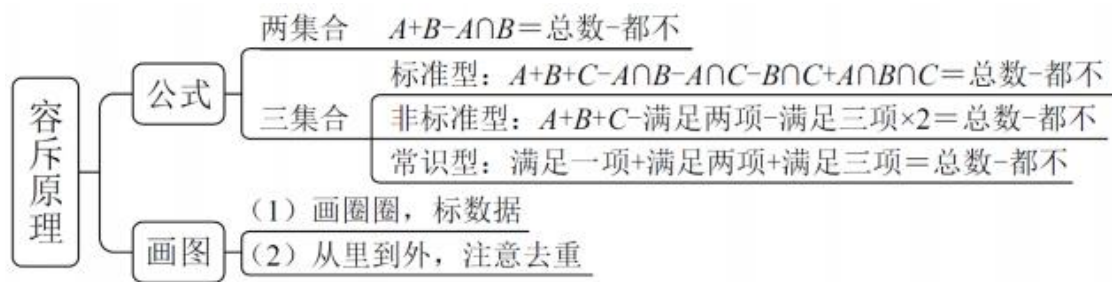 容斥原理
公式
两集合 A+B-A∩B=总数-都不
三集合
标准型：A+B+C-A∩B-A∩C-B∩C+A∩B∩C=总数-都不
非标准型：A+B+C-满足两项-满足三项×2=总数-都不
常识型：满足一项+满足两项+满足三项=总数-都不
画图
（1）画圈圈，标数据
（2）从里到外，注意去重